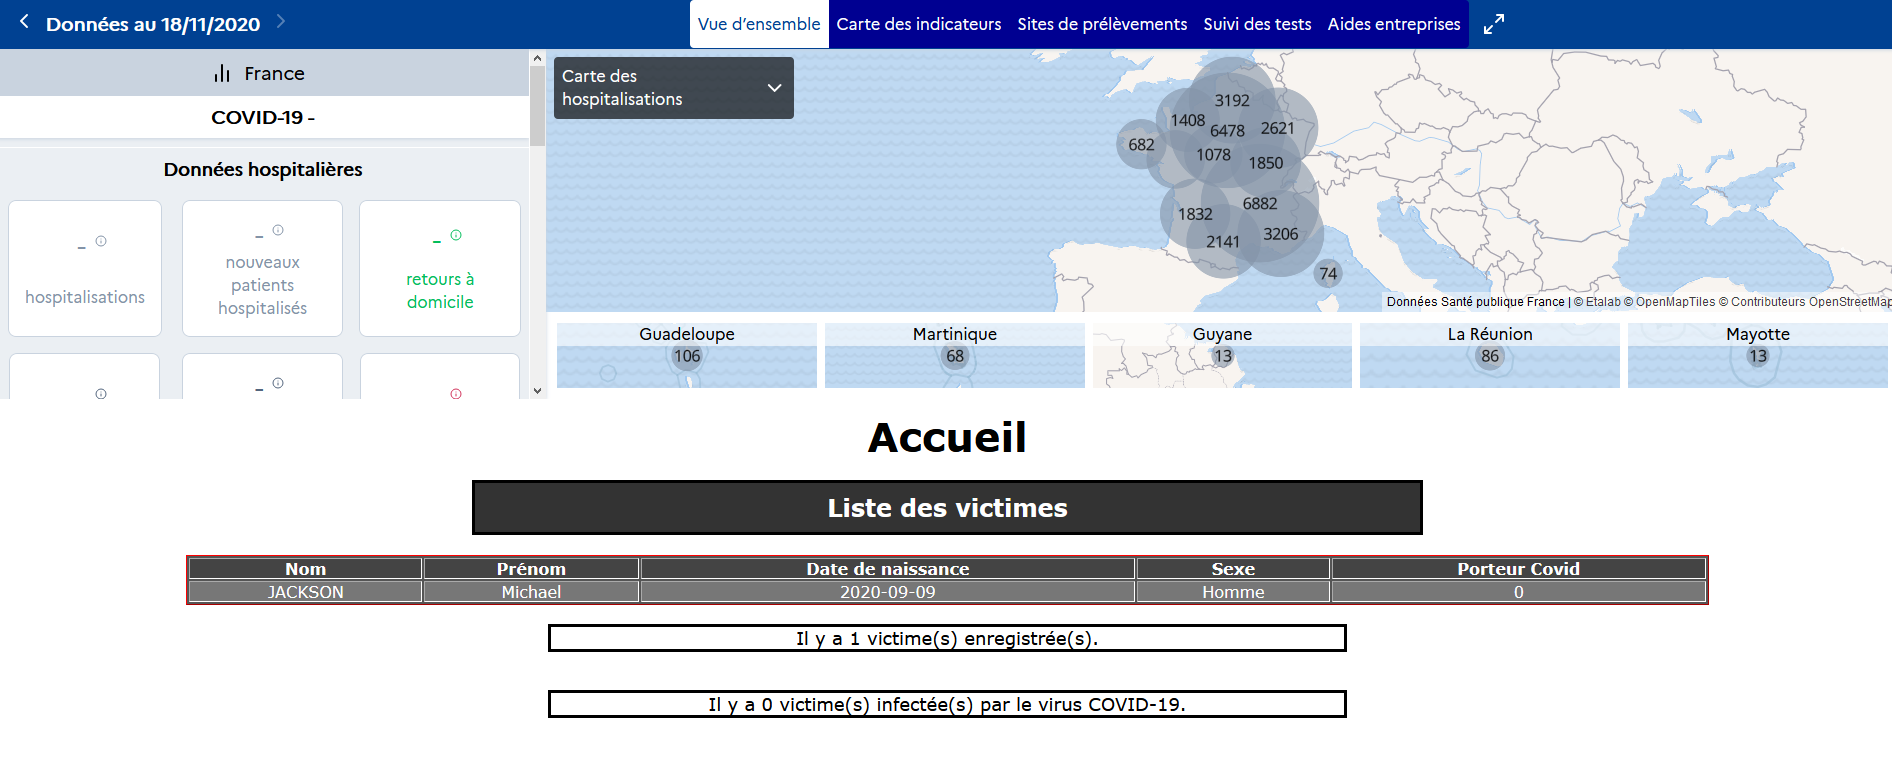 Données au 18/11/2020
Vue d’ensemble
Carte des indicateurs
Sites de prélèvements
Suivi des tests
Aides entreprises
France
COVID-19 -
Données hospitalières
-
hospitalisations
-
nouveaux
patients
hospitalisés
-
retours à
domicile
-
Carte des
hospitalisations
3192
1408
6478
2621
682
1078
1850
6882
1832
3206
2141
74
Données Santé publique France | © Etalab © OpenMapTiles © Contributeurs OpenStreetMap
Guadeloupe
106
Martinique
68
Guyane
13
La Réunion
86
Mayotte
13
Accueil
Liste des victimes
Nom Prénom Date de naissance Sexe Porteur Covid
JACKSON Michael 2020-09-09 Homme 0
Il y a 1 victime(s) enregistrée(s).
Il y a 0 victime(s) infectée(s) par le virus COVID-19.